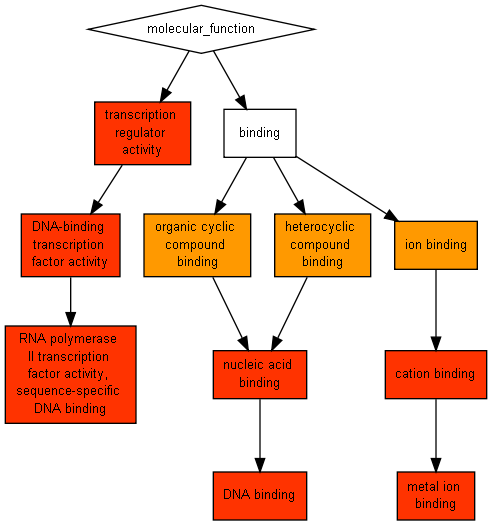 molecular_function
transcription
regulator
activity
binding
DNA-binding
transcription
factor activity
organic cyclic
compound
binding
heterocyclic
compound
binding
ion binding
RNA polymerase
II transcription
factor activity,
sequence-specific
DNA binding
nucleic acid
binding
cation binding
DNA binding
metal ion
binding